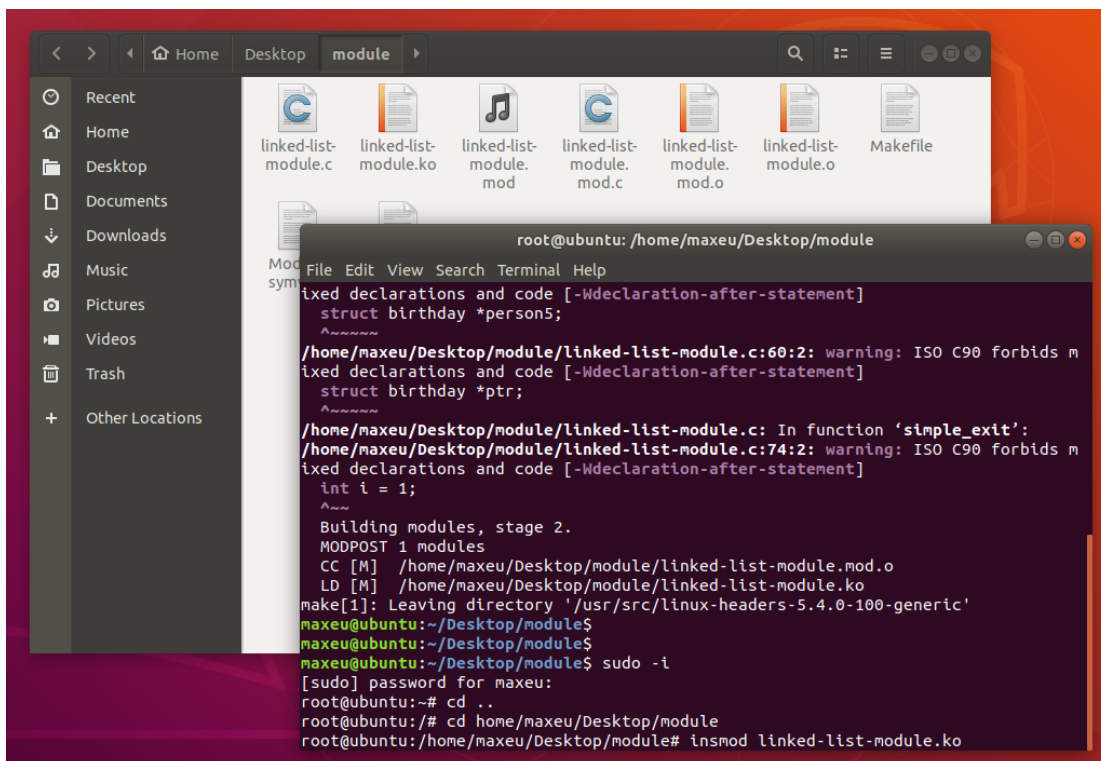 Home Desktop module
Recent
Home
Desktop
Documents
Downloads
Music
Pictures
Videos
Trash
Other Locations
linked-list-module.c
linked-list-module.ko
linked-list-module.mod
linked-list-module.mod.c
linked-list-module.mod.o
linked-list-module.o
Makefile
root@ubuntu: /home/maxeu/Desktop/module
File Edit View Search Terminal Help
ixed declarations and code [-Wdeclaration-after-statement]
struct birthday *person5;
^~~~~~
/home/maxeu/Desktop/module/linked-list-module.c:60:2: warning: ISO C90 forbids m
ixed declarations and code [-Wdeclaration-after-statement]
struct birthday *ptr;
^~~~~~
/home/maxeu/Desktop/module/linked-list-module.c: In function ‘simple_exit’:
/home/maxeu/Desktop/module/linked-list-module.c:74:2: warning: ISO C90 forbids m
ixed declarations and code [-Wdeclaration-after-statement]
int i = 1;
^~~
Building modules, stage 2.
MODPOST 1 modules
CC [M]  /home/maxeu/Desktop/module/linked-list-module.mod.o
LD [M]  /home/maxeu/Desktop/module/linked-list-module.ko
make[1]: Leaving directory '/usr/src/linux-headers-5.4.0-100-generic'
maxeu@ubuntu:~/Desktop/module$
maxeu@ubuntu:~/Desktop/module$
maxeu@ubuntu:~/Desktop/module$ sudo -i
[sudo] password for maxeu:
root@ubuntu:~# cd ..
root@ubuntu:/# cd home/maxeu/Desktop/module
root@ubuntu:/home/maxeu/Desktop/module# insmod linked-list-module.ko